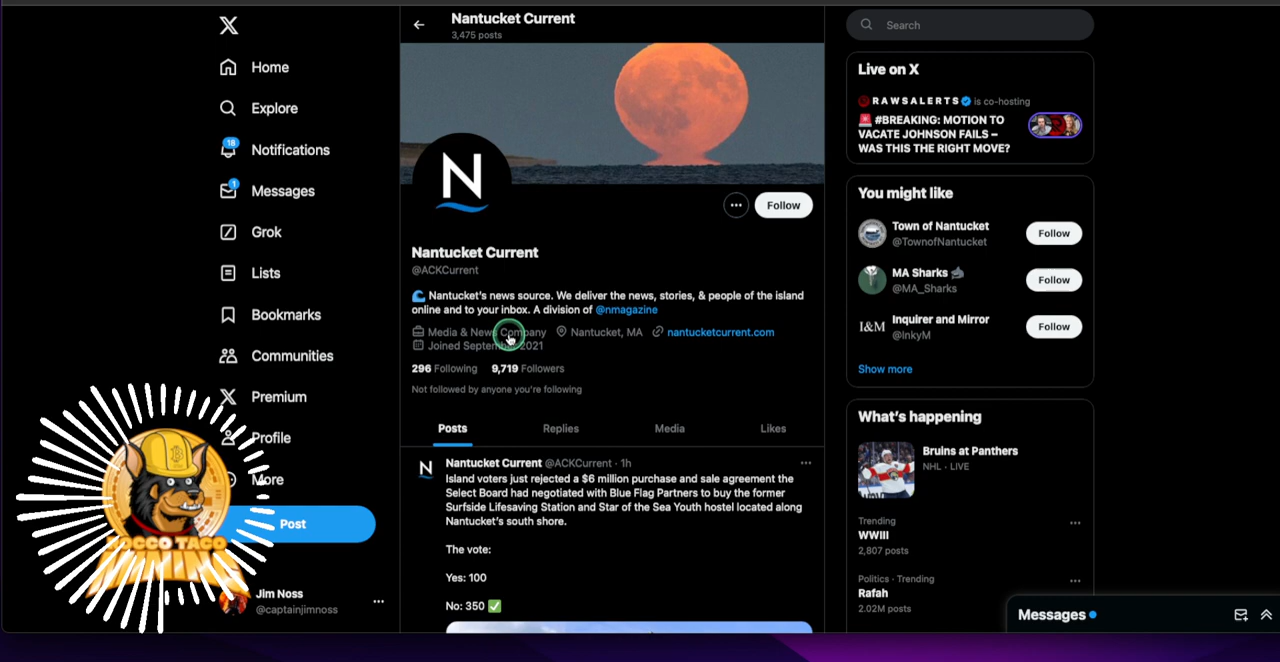 Home
Explore
18
Notifications
1
Messages
Grok
Lists
Bookmarks
Communities
Premium
Profile
More
Post
Jim Noss
@captainjimnoss
Nantucket Current
3,475 posts
N
Follow
Nantucket Current
@ACKCurrent
Nantucket's news source. We deliver the news, stories, & people of the island
online and to your inbox. A division of @nmagazine
Media & News Company Nantucket, MA nantucketcurrent.com
Joined September 2021
296 Following 9,719 Followers
Not followed by anyone you're following
Posts Replies Media Likes
N
Nantucket Current @ACKCurrent · 1h
Island voters just rejected a $6 million purchase and sale agreement the
Select Board had negotiated with Blue Flag Partners to buy the former
Surfside Lifesaving Station and Star of the Sea Youth hostel located along
Nantucket's south shore.
The vote:
Yes: 100
No: 350 ✅
Search
Live on X
RAWSALERTS is co-hosting
🚨 #BREAKING: MOTION TO
VACATE JOHNSON FAILS –
WAS THIS THE RIGHT MOVE?
You might like
Town of Nantucket
@TownofNantucket
Follow
MA Sharks 🦈
@MA_Sharks
Follow
I&M
Inquirer and Mirror
@InkyM
Follow
Show more
What's happening
Bruins at Panthers
NHL · LIVE
Trending
WWIII
2,807 posts
Politics · Trending
Rafah
2.02M posts
Messages